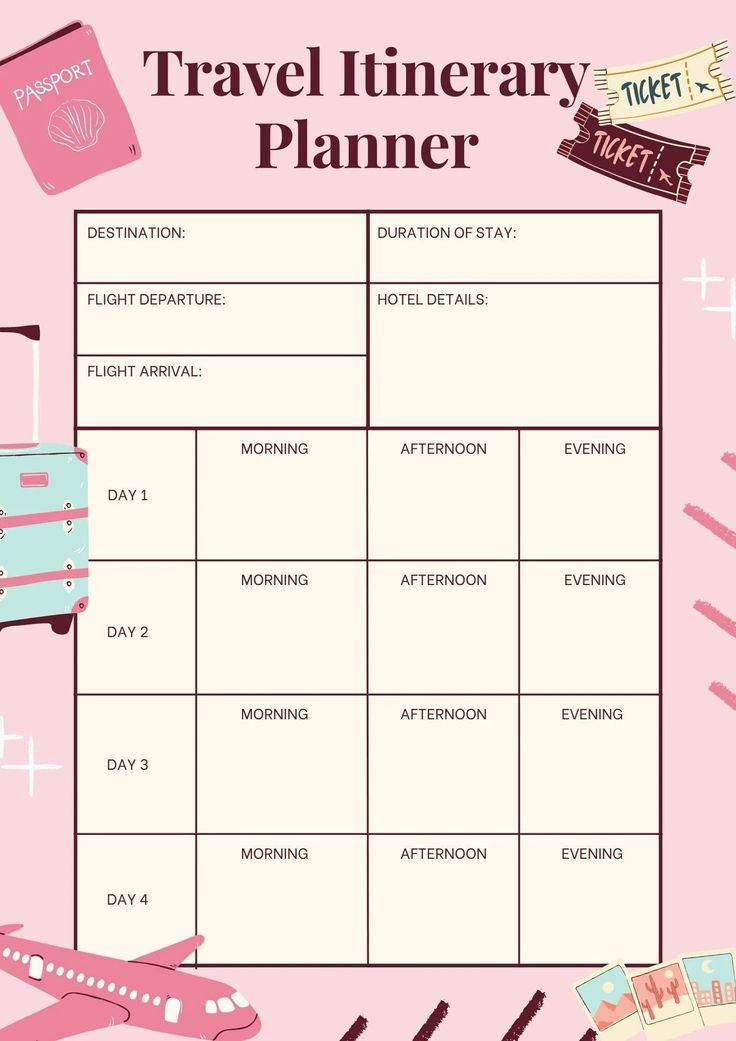 PASSPORT
Travel Itinerary
Planner
TICKET
TICKET
DESTINATION:
DURATION OF STAY:
FLIGHT DEPARTURE:
HOTEL DETAILS:
FLIGHT ARRIVAL:
DAY 1
MORNING
AFTERNOON
EVENING
DAY 2
MORNING
AFTERNOON
EVENING
DAY 3
MORNING
AFTERNOON
EVENING
DAY 4
MORNING
AFTERNOON
EVENING